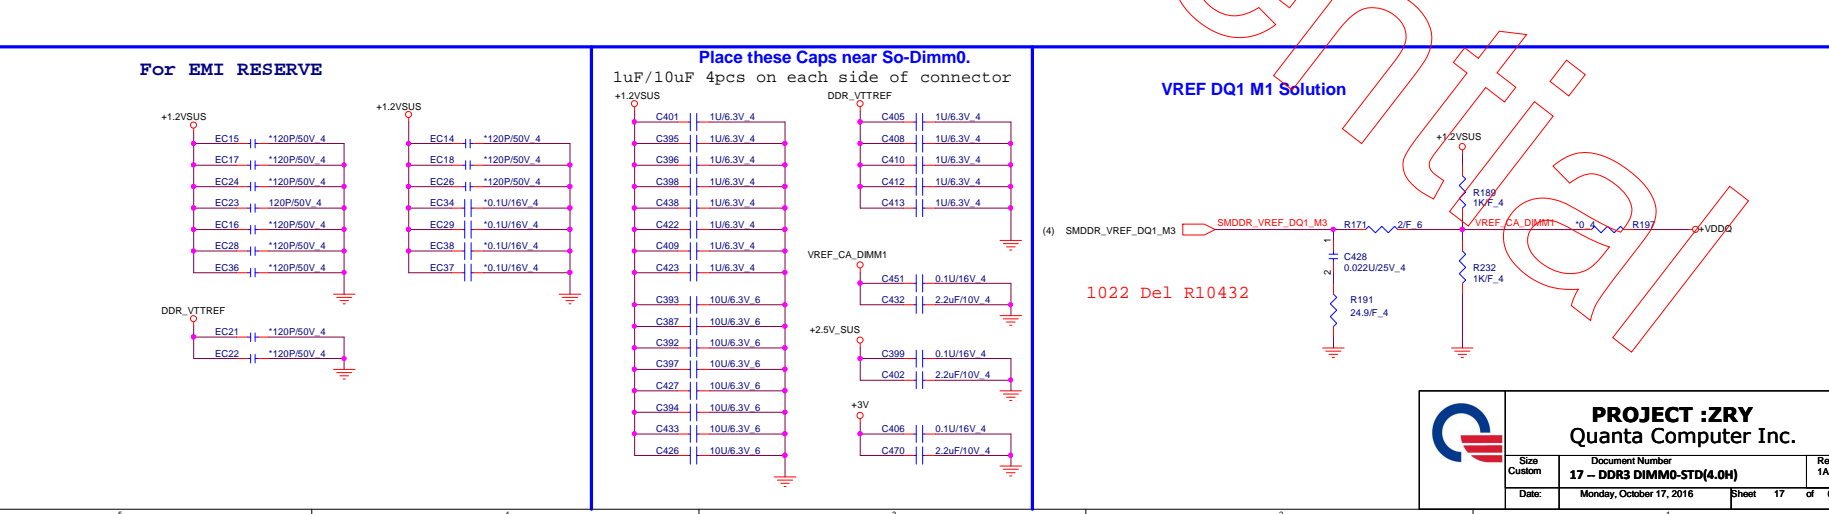 For EMI RESERVE
+1.2VSUS
EC15 *120P/50V_4
EC17 *120P/50V_4
EC24 *120P/50V_4
EC23 120P/50V_4
EC16 *120P/50V_4
EC28 *120P/50V_4
EC36 *120P/50V_4
DDR_VTTREF
EC21 *120P/50V_4
EC22 *120P/50V_4
+1.2VSUS
EC14 *120P/50V_4
EC18 *120P/50V_4
EC26 *120P/50V_4
EC34 *0.1U/16V_4
EC29 *0.1U/16V_4
EC38 *0.1U/16V_4
EC37 *0.1U/16V_4
Place these Caps near So-Dimm0.
1uF/10uF 4pcs on each side of connector
+1.2VSUS
C401 1U/6.3V_4
C395 1U/6.3V_4
C396 1U/6.3V_4
C398 1U/6.3V_4
C438 1U/6.3V_4
C422 1U/6.3V_4
C409 1U/6.3V_4
C423 1U/6.3V_4
C393 10U/6.3V_6
C387 10U/6.3V_6
C392 10U/6.3V_6
C397 10U/6.3V_6
C427 10U/6.3V_6
C394 10U/6.3V_6
C433 10U/6.3V_6
C426 10U/6.3V_6
DDR_VTTREF
C405 1U/6.3V_4
C408 1U/6.3V_4
C410 1U/6.3V_4
C412 1U/6.3V_4
C413 1U/6.3V_4
VREF_CA_DIMM1
C451 0.1U/16V_4
C432 2.2uF/10V_4
+2.5V_SUS
C399 0.1U/16V_4
C402 2.2uF/10V_4
+3V
C406 0.1U/16V_4
C470 2.2uF/10V_4
VREF DQ1 M1 Solution
+1.2VSUS
R189
1K/F_4
(4) SMDDR_VREF_DQ1_M3 SMDDR_VREF_DQ1_M3 R171 2/F_6 VREF_CA_DIMM1 *0_4 R197 +VDDQ
1
C428
0.022U/25V_4
2
R232
1K/F_4
1022 Del R10432
R191
24.9/F_4
ntial
PROJECT :ZRY
Quanta Computer Inc.
Size
Custom
Document Number
17 -- DDR3 DIMM0-STD(4.0H)
1A
Date: Monday, October 17, 2016 Sheet 17 of